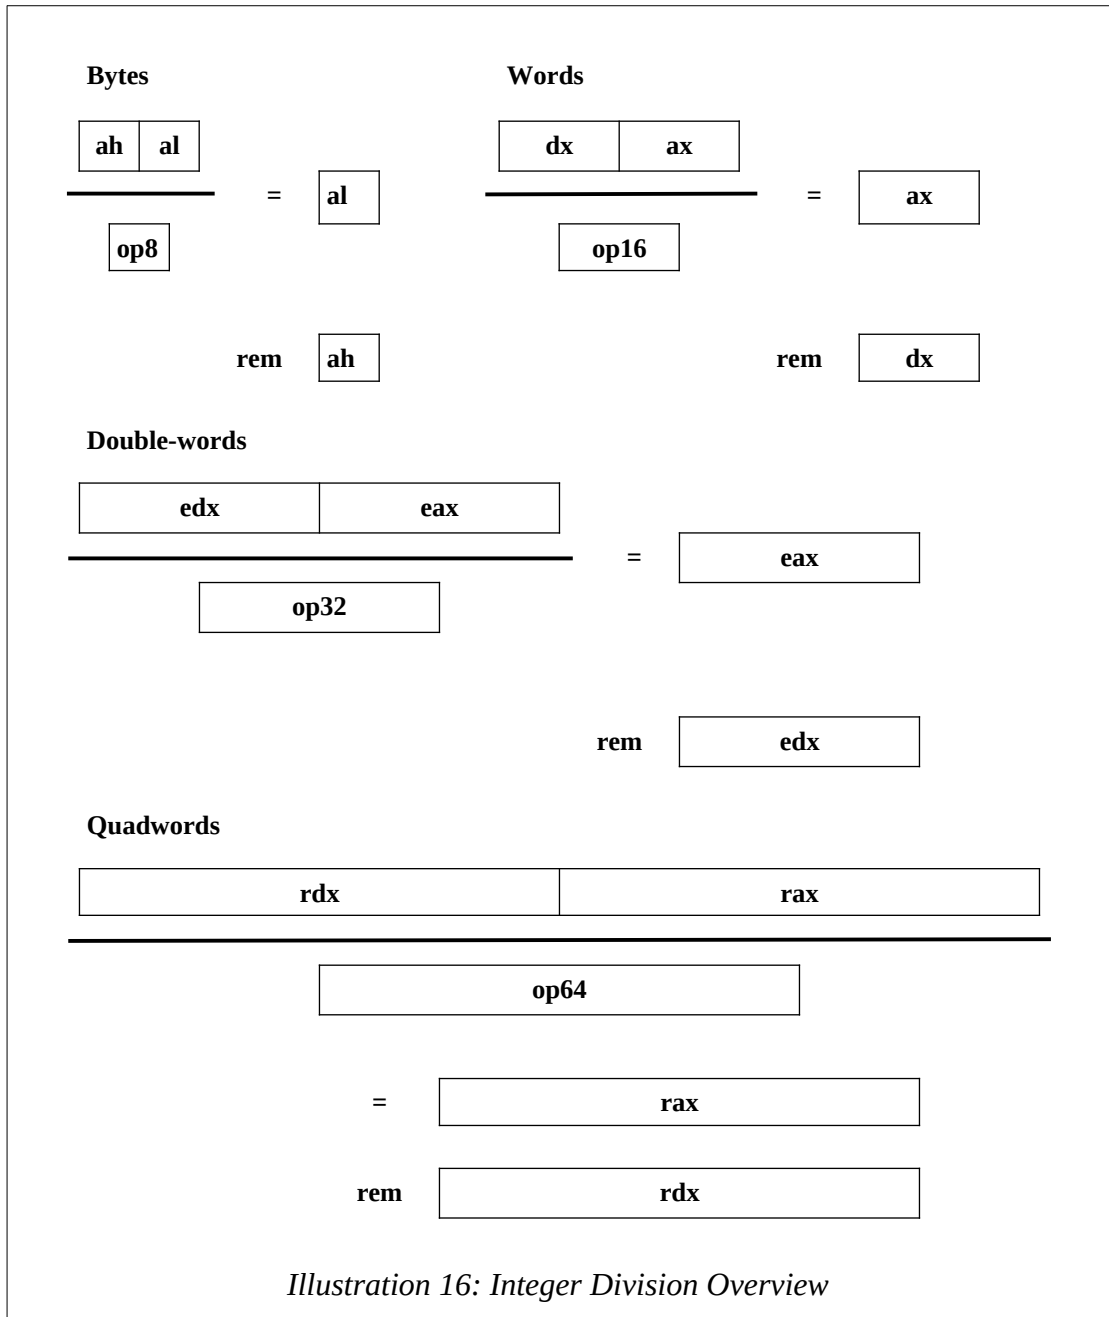 Bytes
Words
ah al
dx ax
= al
= ax
op8
op16
rem ah
rem dx
Double-words
edx eax
= eax
op32
rem edx
Quadwords
rdx rax
op64
= rax
rem rdx
Illustration 16: Integer Division Overview